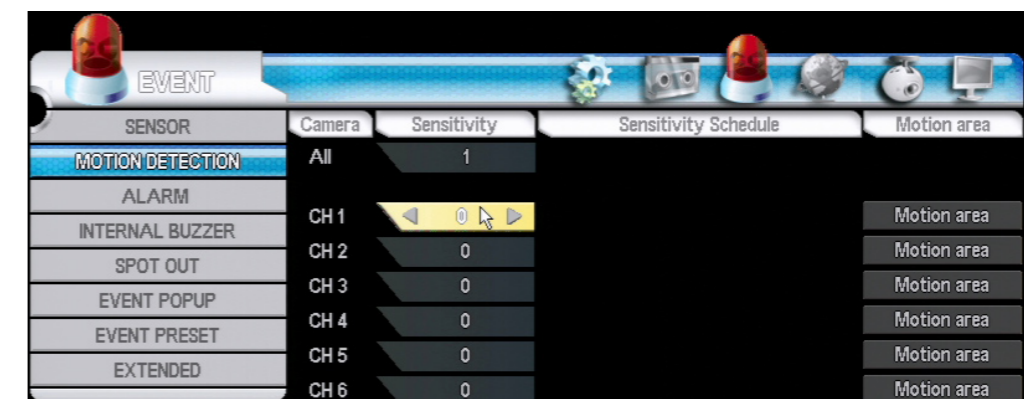 EVENT
SENSOR Camera Sensitivity Sensitivity Schedule Motion area
MOTION DETECTION All 1
ALARM
CH 1 0 Motion area
INTERNAL BUZZER
CH 2 0 Motion area
SPOT OUT
CH 3 0 Motion area
EVENT POPUP
CH 4 0 Motion area
EVENT PRESET
CH 5 0 Motion area
EXTENDED
CH 6 0 Motion area